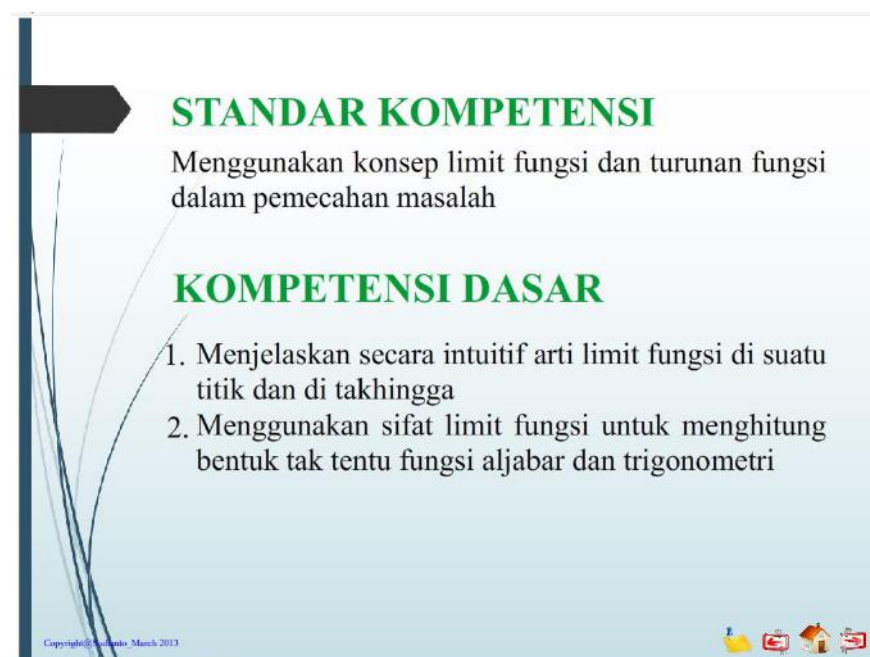 STANDAR KOMPETENSI
Menggunakan konsep limit fungsi dan turunan fungsi
dalam pemecahan masalah
KOMPETENSI DASAR
1. Menjelaskan secara intuitif arti limit fungsi di suatu
titik dan di takhingga
2. Menggunakan sifat limit fungsi untuk menghitung
bentuk tak tentu fungsi aljabar dan trigonometri
March 2013